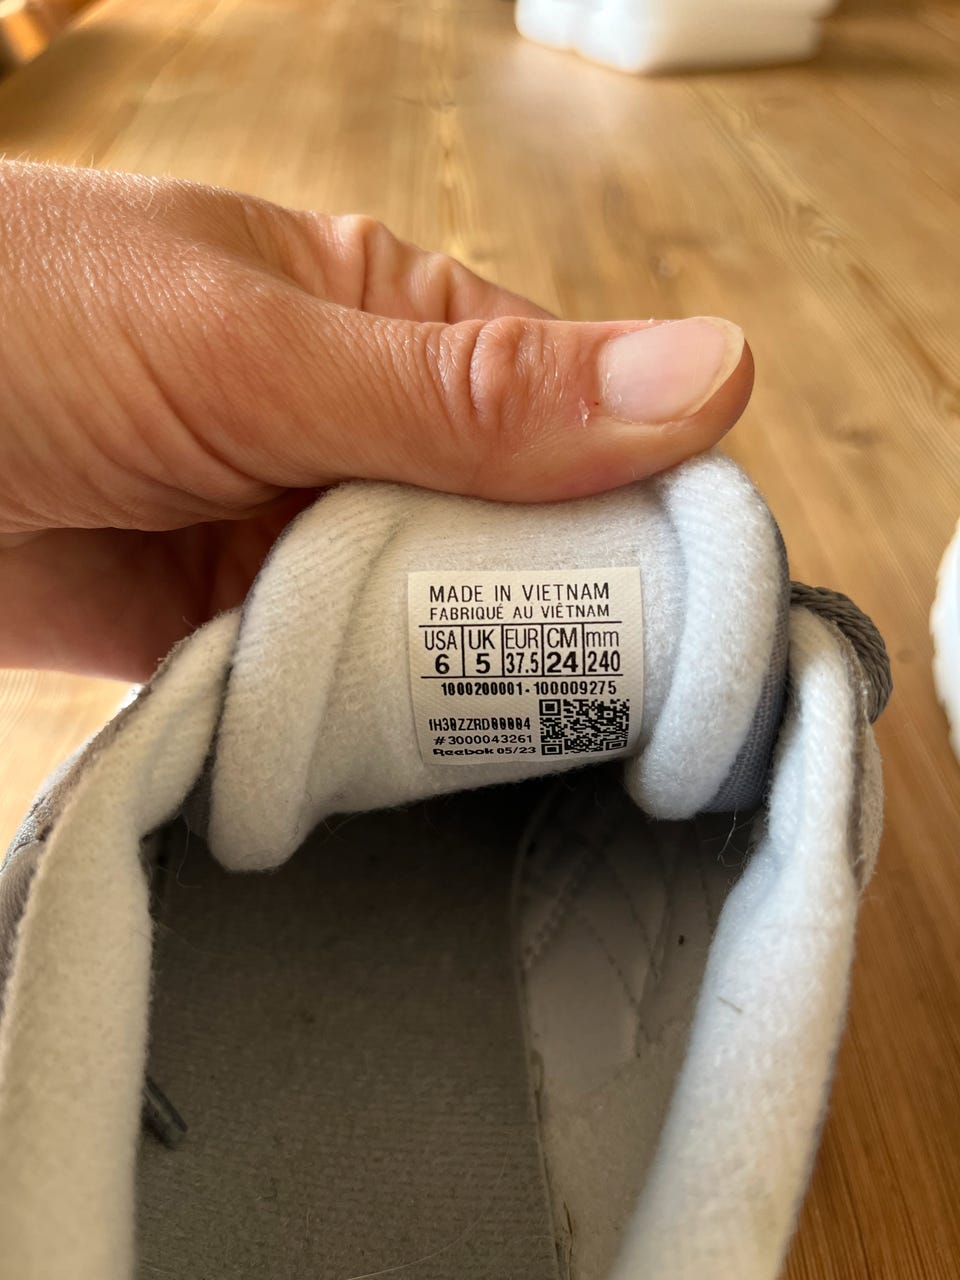 MADE IN VIETNAM
FABRIQUÉ AU VIÊTNAM
USA UK EUR CM mm
6 5 37.5 24 240
1000200001 - 100009275
1H30ZZRD00004
# 3000043261
Reebok 05/23